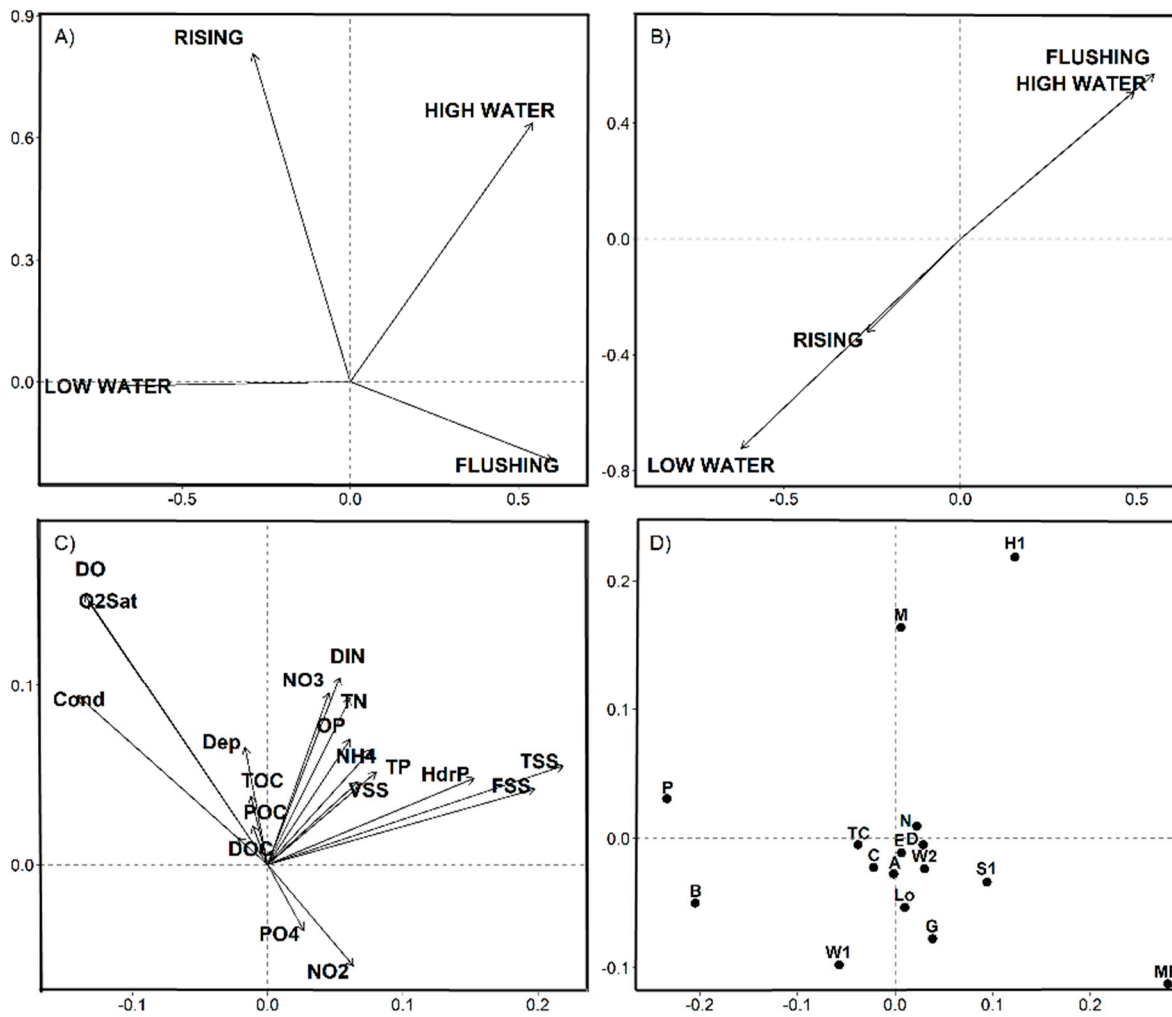 A)
RISING
HIGH WATER
LOW WATER
FLUSHING
0.9
0.6
0.3
0.0
-0.5
0.0
0.5
B)
FLUSHING
HIGH WATER
RISING
LOW WATER
0.4
0.0
-0.4
-0.8
-0.5
0.0
0.5
C)
DO
O2Sat
Cond
Dep
TOC
POC
DOC
NO3
DIN
TN
OP
NH4
TP
VSS
HdrP
TSS
FSS
PO4
NO2
0.1
0.0
0.0
0.1
0.2
D)
H1
M
P
N
TC
E
D
C
A
W2
S1
B
Lo
G
W1
0.2
0.1
0.0
-0.1
-0.2
-0.1
0.0
0.1
0.2